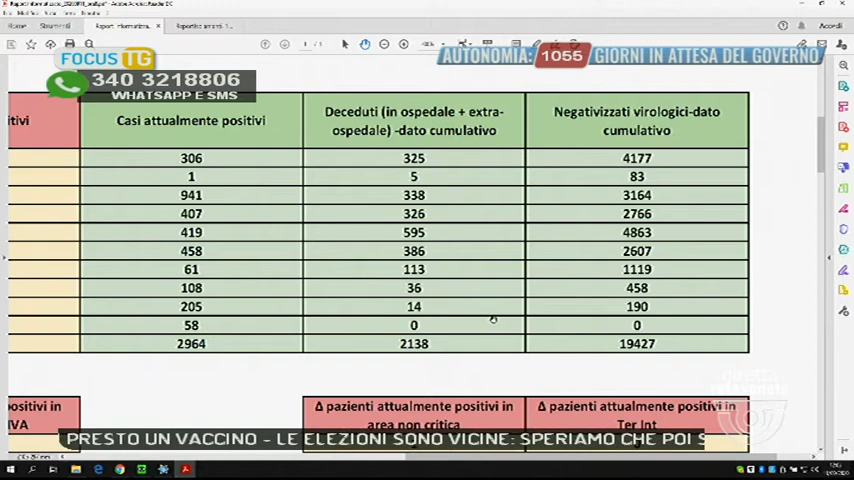 Home Strumenti
Accedi
FOCUS TG
340 3218806
WHATSAPP E SMS
AUTONOMIA: 1055 GIORNI IN ATTESA DEL GOVERNO
itivi
Casi attualmente positivi
Deceduti (in ospedale + extra-
ospedale) -dato cumulativo
Negativizzati virologici-dato
cumulativo
306 325 4177
1 5 83
941 338 3164
407 326 2766
419 595 4863
458 386 2607
61 113 1119
108 36 458
205 14 190
58 0 0
2964 2138 19427
positivi in
IVA
Δ pazienti attualmente positivi in
area non critica
Δ pazienti attualmente positivi in
Ter Int
PRESTO UN VACCINO - LE ELEZIONI SONO VICINE: SPERIAMO CHE POI S